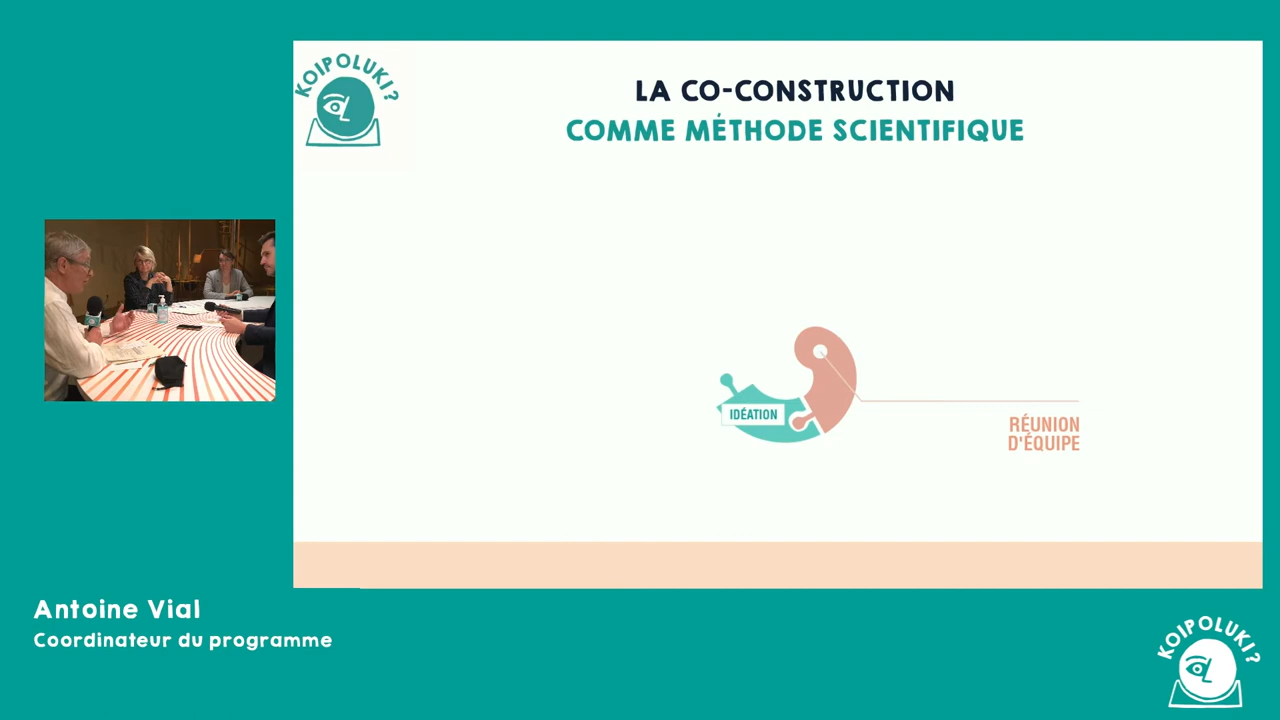 KOIPOLUKI?
LA CO-CONSTRUCTION
COMME MÉTHODE SCIENTIFIQUE
IDÉATION
RÉUNION
D'ÉQUIPE
Antoine Vial
Coordinateur du programme
KOIPOLUKI?